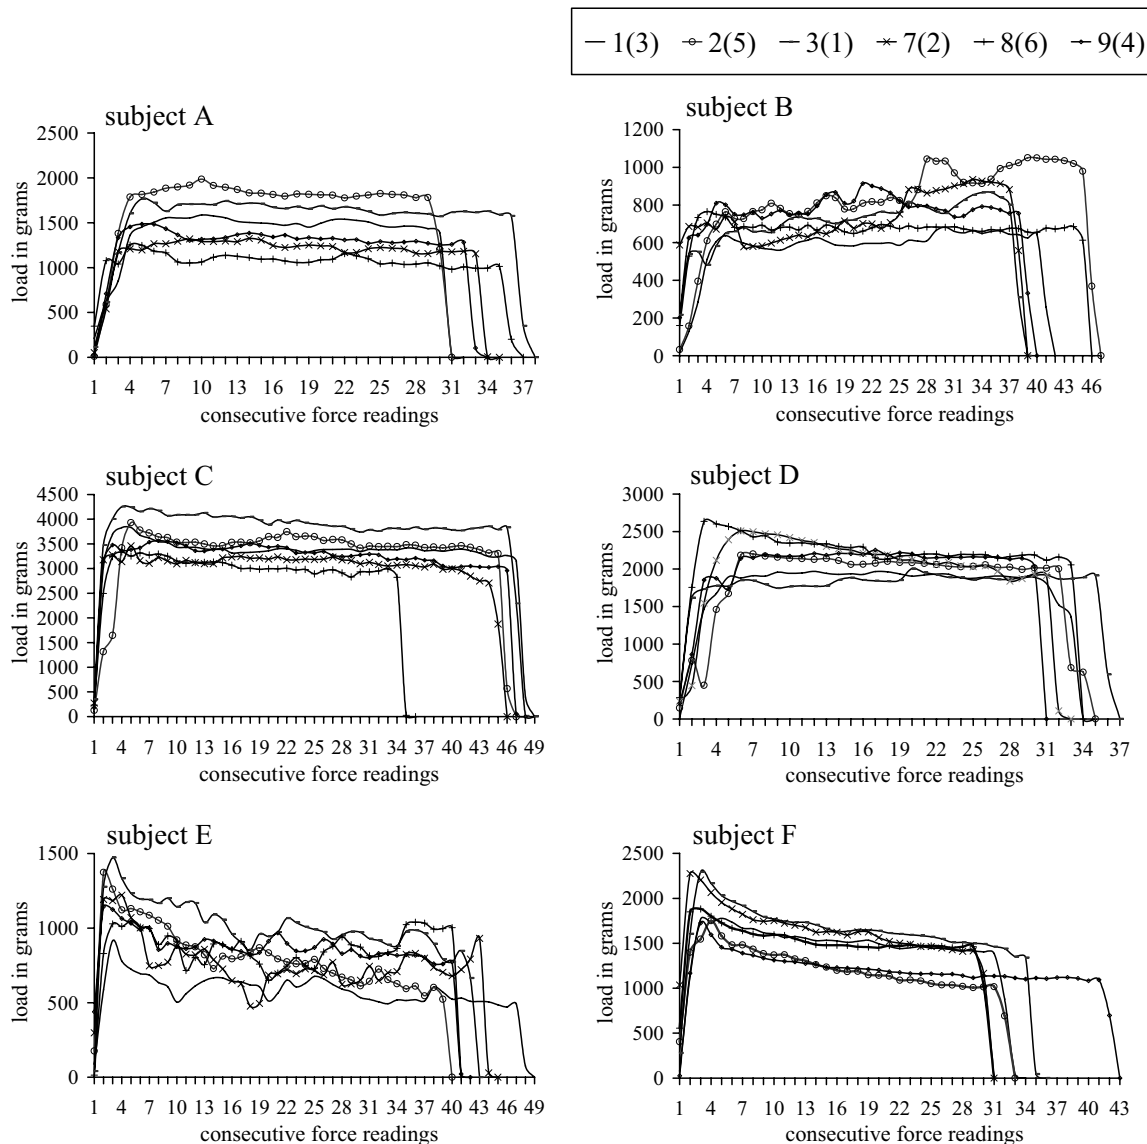 1(3) 2(5) 3(1) 7(2) 8(6) 9(4)
subject A
load in grams
2500
2000
1500
1000
500
0
1 4 7 10 13 16 19 22 25 28 31 34 37
consecutive force readings
subject B
load in grams
1200
1000
800
600
400
200
0
1 4 7 10 13 16 19 22 25 28 31 34 37 40 43 46
consecutive force readings
subject C
load in grams
4500
4000
3500
3000
2500
2000
1500
1000
500
0
1 4 7 10 13 16 19 22 25 28 31 34 37 40 43 46 49
consecutive force readings
subject D
load in grams
3000
2500
2000
1500
1000
500
0
1 4 7 10 13 16 19 22 25 28 31 34 37
consecutive force readings
subject E
load in grams
1500
1000
500
0
1 4 7 10 13 16 19 22 25 28 31 34 37 40 43 46 49
consecutive force readings
subject F
load in grams
2500
2000
1500
1000
500
0
1 4 7 10 13 16 19 22 25 28 31 34 37 40 43
consecutive force readings